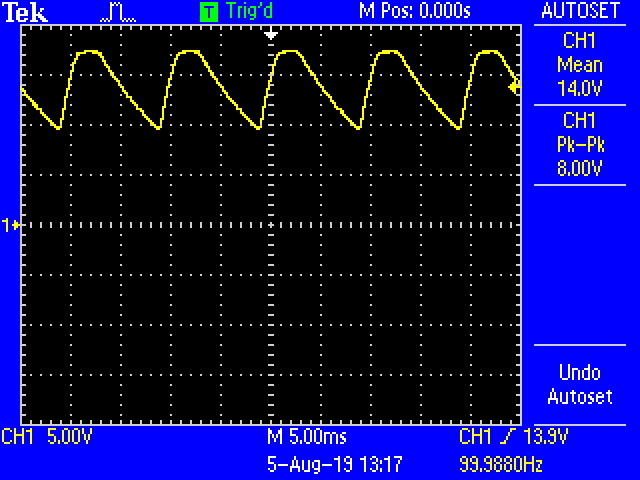 Tek T Trig'd M Pos: 0.000s AUTOSET
CH1
Mean
14.0V
CH1
Pk-Pk
8.00V
1
Undo
Autoset
CH1 5.00V M 5.00ms CH1 13.9V
5-Aug-19 13:17 99.9880Hz